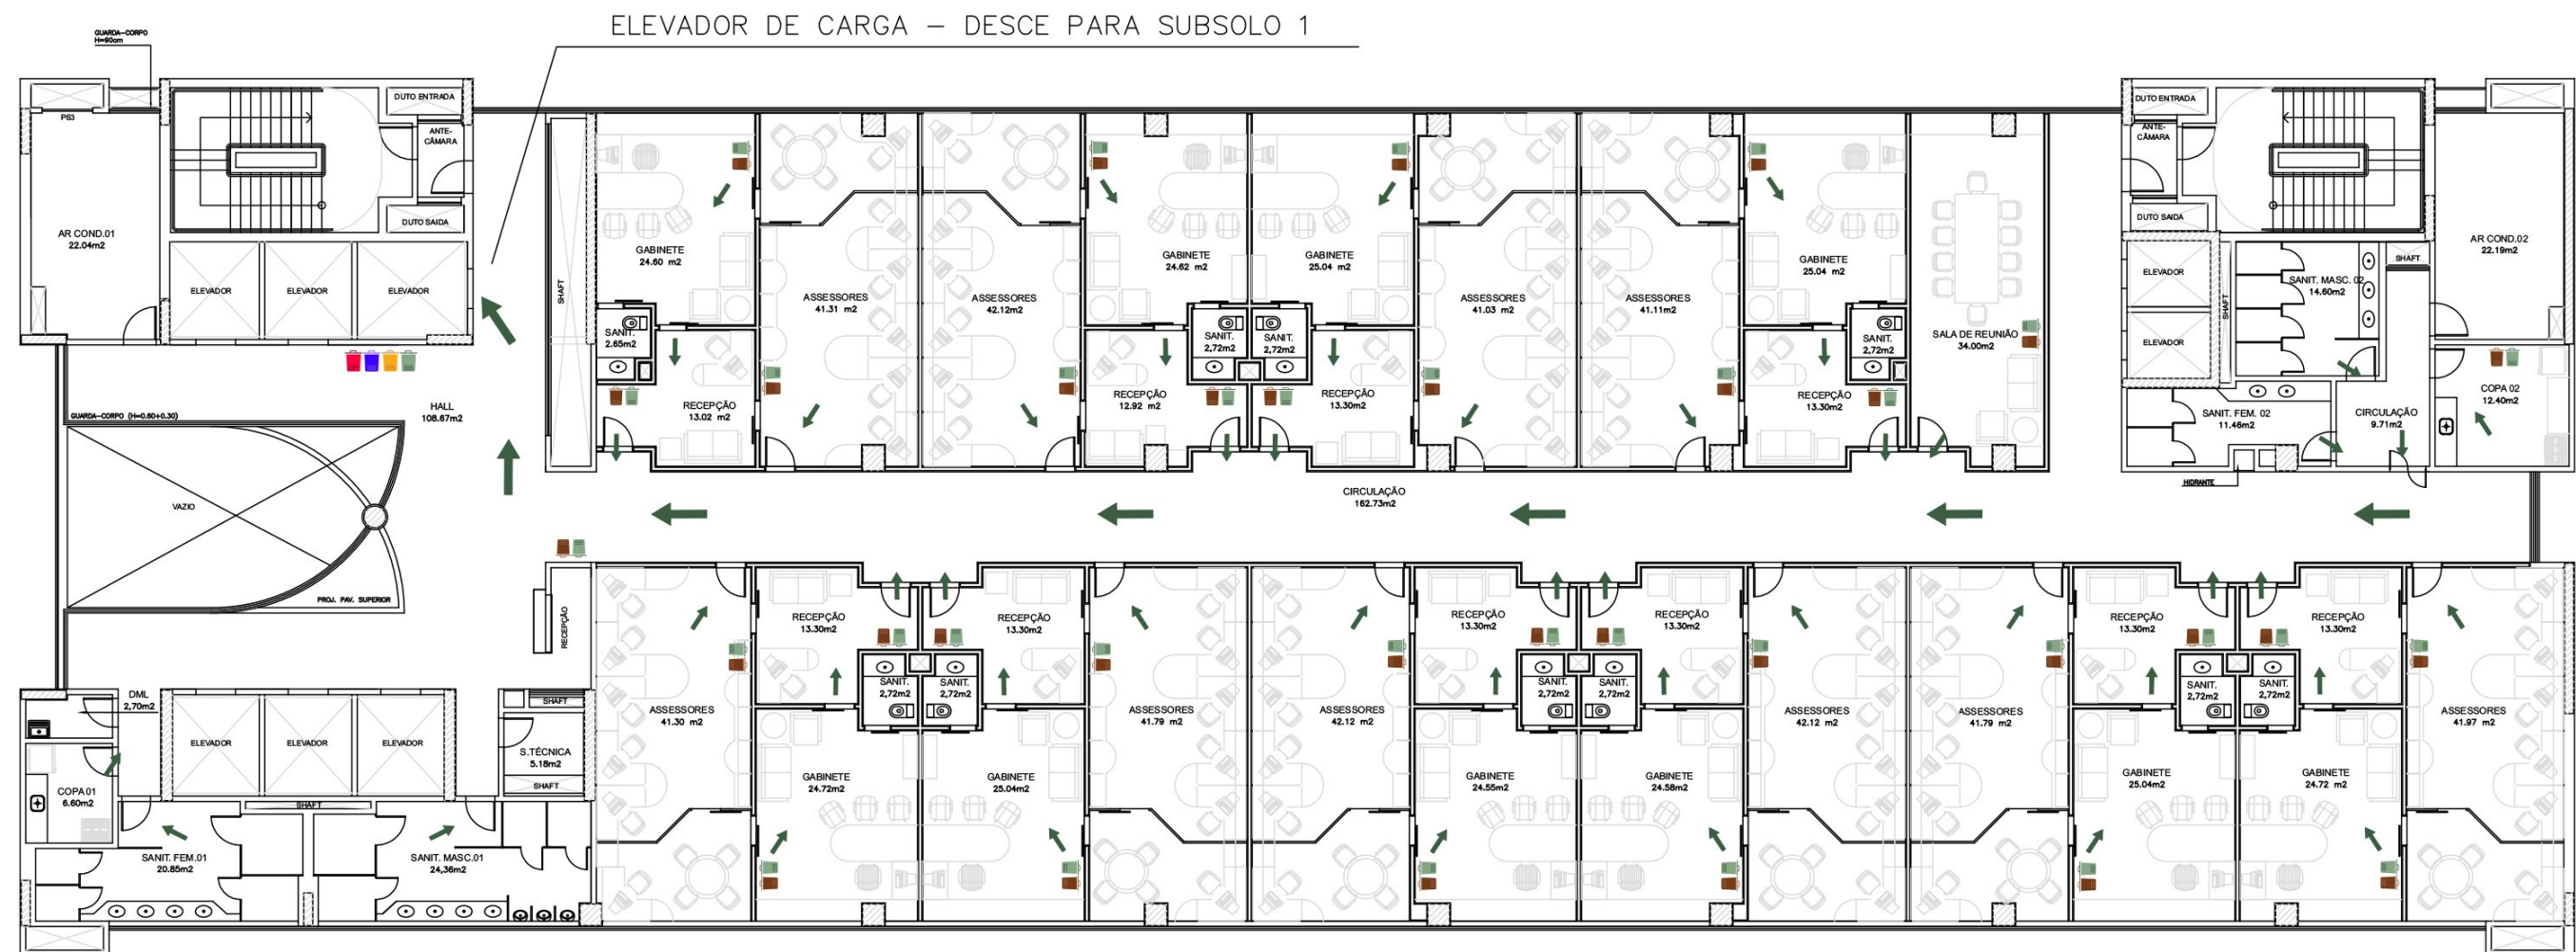 ELEVADOR DE CARGA – DESCE PARA SUBSOLO 1
GUARDA-CORPO
H=90cm
P63
AR COND.01
22.04m2
DUTO ENTRADA
ANTE-
CÂMARA
DUTO SAIDA
ELEVADOR
ELEVADOR
ELEVADOR
SHAFT
GABINETE
24.60 m2
SANIT.
2.65m2
RECEPÇÃO
13.02 m2
ASSESSORES
41.31 m2
ASSESSORES
42.12m2
GABINETE
24.62 m2
RECEPÇÃO
12.92 m2
SANIT.
2,72m2
SANIT.
2,72m2
GABINETE
25.04 m2
RECEPÇÃO
13.30m2
ASSESSORES
41.03 m2
ASSESSORES
41.11m2
GABINETE
25.04 m2
RECEPÇÃO
13.30m2
SANIT.
2,72m2
SALA DE REUNIÃO
34.00m2
DUTO ENTRADA
ANTE-
CÂMARA
DUTO SAIDA
ELEVADOR
ELEVADOR
SHAFT
SANIT. MASC. 02
14.60m2
SHAFT
AR COND.02
22.19m2
SANIT. FEM. 02
11.46m2
CIRCULAÇÃO
9.71m2
COPA 02
12.40m2
HIDRANTE
HALL
108.67m2
GUARDA-CORPO (H=0.60+0.30)
VAZIO
PROJ. PAV. SUPERIOR
CIRCULAÇÃO
162.73m2
RECEPÇÃO
DML
2,70m2
ELEVADOR
ELEVADOR
ELEVADOR
SHAFT
S.TÉCNICA
5.18m2
SHAFT
COPA 01
6.60m2
SHAFT
SANIT. FEM.01
20.85m2
SANIT. MASC.01
24,36m2
ASSESSORES
41.30 m2
RECEPÇÃO
13.30m2
SANIT.
2,72m2
SANIT.
2,72m2
RECEPÇÃO
13.30m2
GABINETE
24.72m2
GABINETE
25.04m2
ASSESSORES
41.79 m2
ASSESSORES
42.12 m2
RECEPÇÃO
13.30m2
SANIT.
2,72m2
SANIT.
2,72m2
RECEPÇÃO
13.30m2
GABINETE
24.55m2
GABINETE
24.58m2
ASSESSORES
42.12 m2
ASSESSORES
41.79 m2
RECEPÇÃO
13.30m2
SANIT.
2,72m2
SANIT.
2,72m2
RECEPÇÃO
13.30m2
GABINETE
25.04m2
GABINETE
24.72 m2
ASSESSORES
41.97 m2